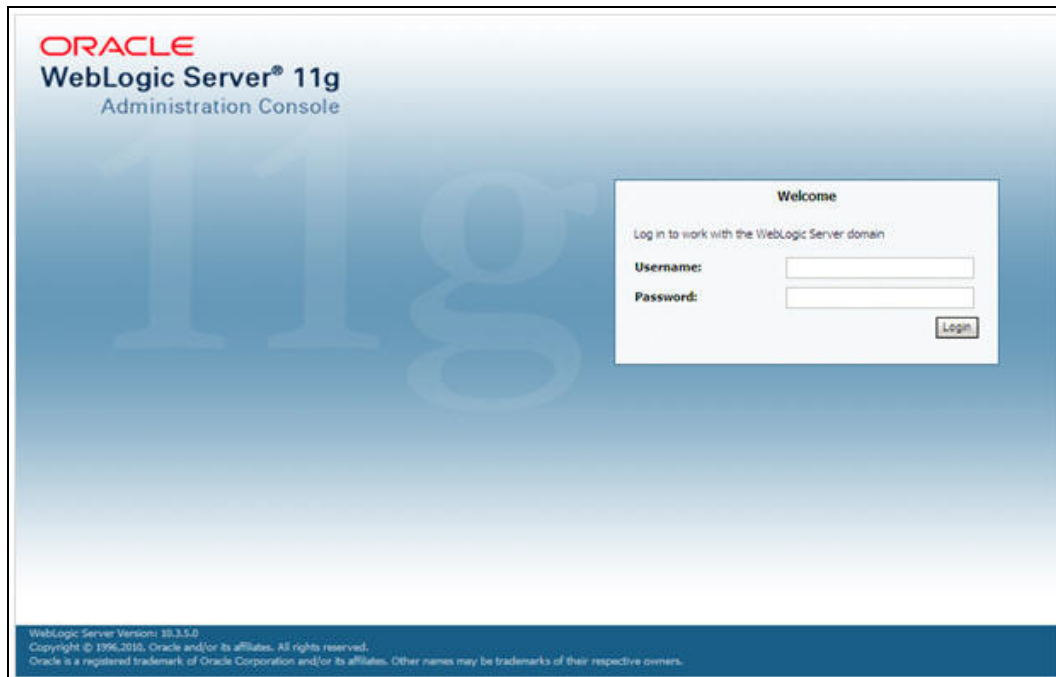 ORACLE
WebLogic Server® 11g
Administration Console
11g
Welcome
Log in to work with the WebLogic Server domain
Username:
Password:
Login
WebLogic Server Version: 10.3.5.0
Copyright © 1996,2010, Oracle and/or its affiliates. All rights reserved.
Oracle is a registered trademark of Oracle Corporation and/or its affiliates. Other names may be trademarks of their respective owners.